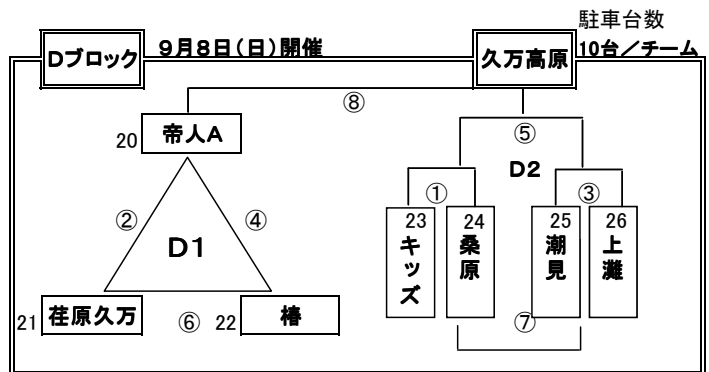 駐車台数
Dブロック 9月8日(日)開催 久万高原 10台/チーム
⑧
20 帝人A ⑤
D2
① ③
② ④ 23 24 25 26
キッズ 桑原 潮見 上灘
D1
21 荏原久万 ⑥ 22 椿 ⑦